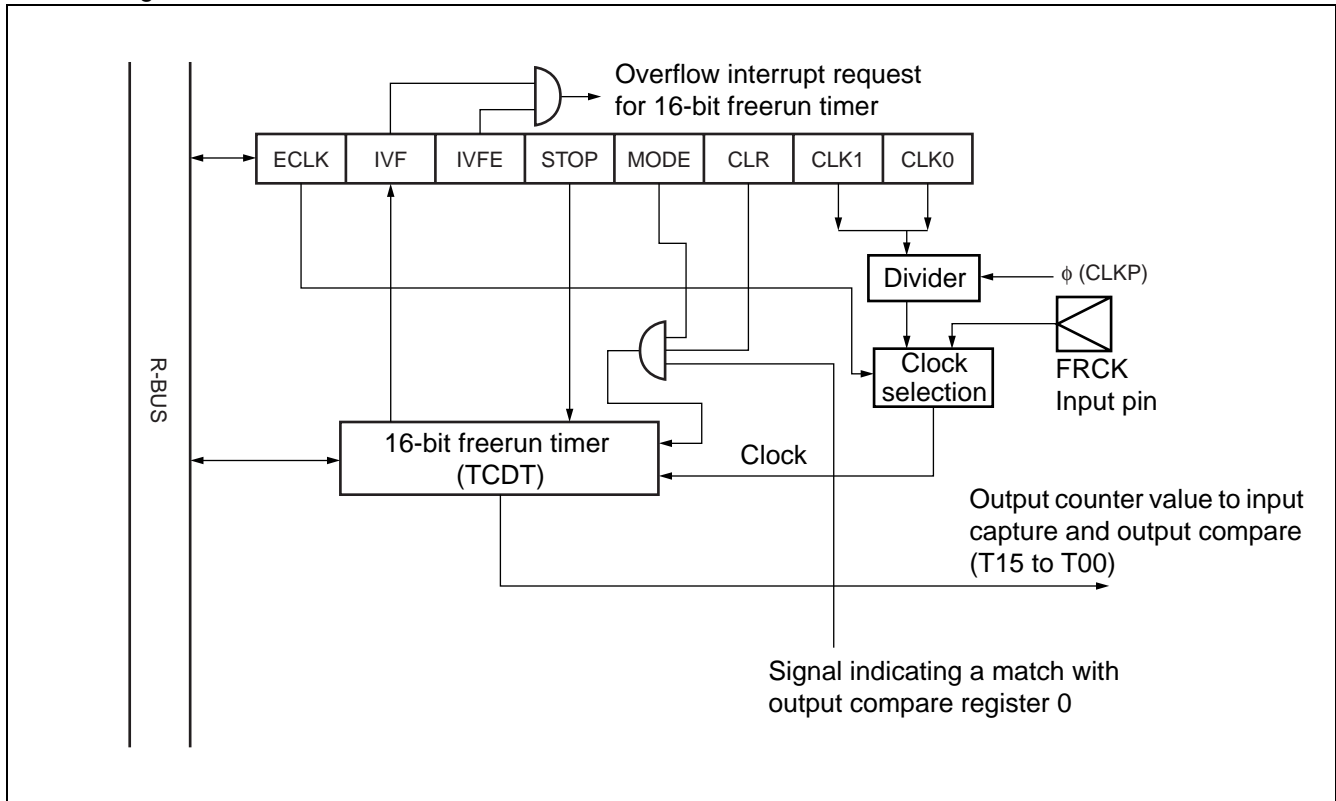 Overflow interrupt request
for 16-bit freerun timer
ECLK IVF IVFE STOP MODE CLR CLK1 CLK0
Divider
φ (CLKP)
Clock
selection
FRCK
Input pin
R-BUS
16-bit freerun timer
(TCDT)
Clock
Output counter value to input
capture and output compare
(T15 to T00)
Signal indicating a match with
output compare register 0